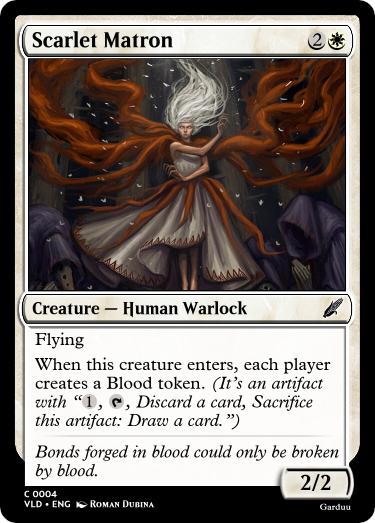 Scarlet Matron 2
Creature — Human Warlock
Flying
When this creature enters, each player
creates a Blood token. (It's an artifact
with “1, , Discard a card, Sacrifice
this artifact: Draw a card.”)
Bonds forged in blood could only be broken
by blood.
2/2
C 0004
VLD • ENG Roman Dubina
Garduu